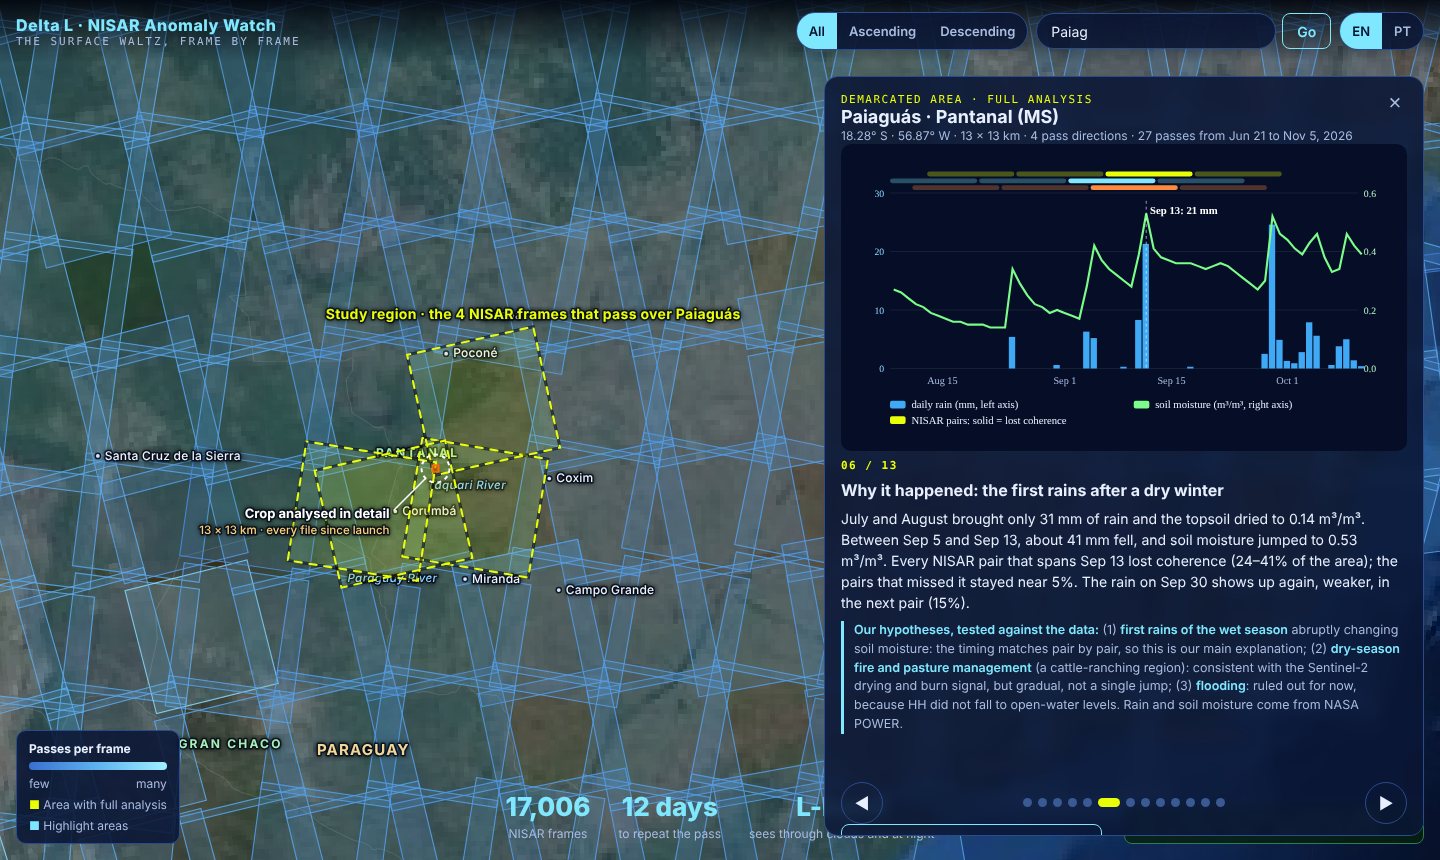 Delta L · NISAR Anomaly Watch
THE SURFACE WALTZ, FRAME BY FRAME
All
Ascending
Descending
Paiag
Go
EN
PT
DEMARCATED AREA · FULL ANALYSIS
Paiaguás · Pantanal (MS)
18.28° S · 56.87° W · 13 × 13 km · 4 pass directions · 27 passes from Jun 21 to Nov 5, 2026
×
30
20
10
0
0.6
0.4
0.2
0.0
Sep 13: 21 mm
Aug 15
Sep 1
Sep 15
Oct 1
daily rain (mm, left axis)
soil moisture (m³/m³, right axis)
NISAR pairs: solid = lost coherence
06 / 13
Why it happened: the first rains after a dry winter
July and August brought only 31 mm of rain and the topsoil dried to 0.14 m³/m³.
Between Sep 5 and Sep 13, about 41 mm fell, and soil moisture jumped to 0.53
m³/m³. Every NISAR pair that spans Sep 13 lost coherence (24–41% of the area); the
pairs that missed it stayed near 5%. The rain on Sep 30 shows up again, weaker, in
the next pair (15%).
Our hypotheses, tested against the data: (1) first rains of the wet season abruptly changing
soil moisture: the timing matches pair by pair, so this is our main explanation; (2) dry-season
fire and pasture management (a cattle-ranching region): consistent with the Sentinel-2
drying and burn signal, but gradual, not a single jump; (3) flooding: ruled out for now,
because HH did not fall to open-water levels. Rain and soil moisture come from NASA
POWER.
Study region · the 4 NISAR frames that pass over Paiaguás
Poconé
PANTANAL
Santa Cruz de la Sierra
Coxim
aquari River
Crop analysed in detail
Corumbá
13 × 13 km · every file since launch
Paraguay River
Miranda
Campo Grande
GRAN CHACO
PARAGUAY
Passes per frame
few
many
Area with full analysis
Highlight areas
17,006
NISAR frames
12 days
to repeat the pass
L-
sees through clouds and at night